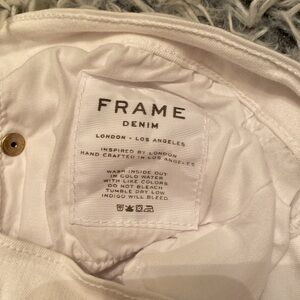 FRAME
DENIM
LONDON - LOS ANGELES
INSPIRED BY LONDON
HAND CRAFTED IN LOS ANGELES
WASH INSIDE OUT
IN COLD WATER
WITH LIKE COLORS
DO NOT BLEACH
TUMBLE DRY LOW
INDIGO WILL BLEED.